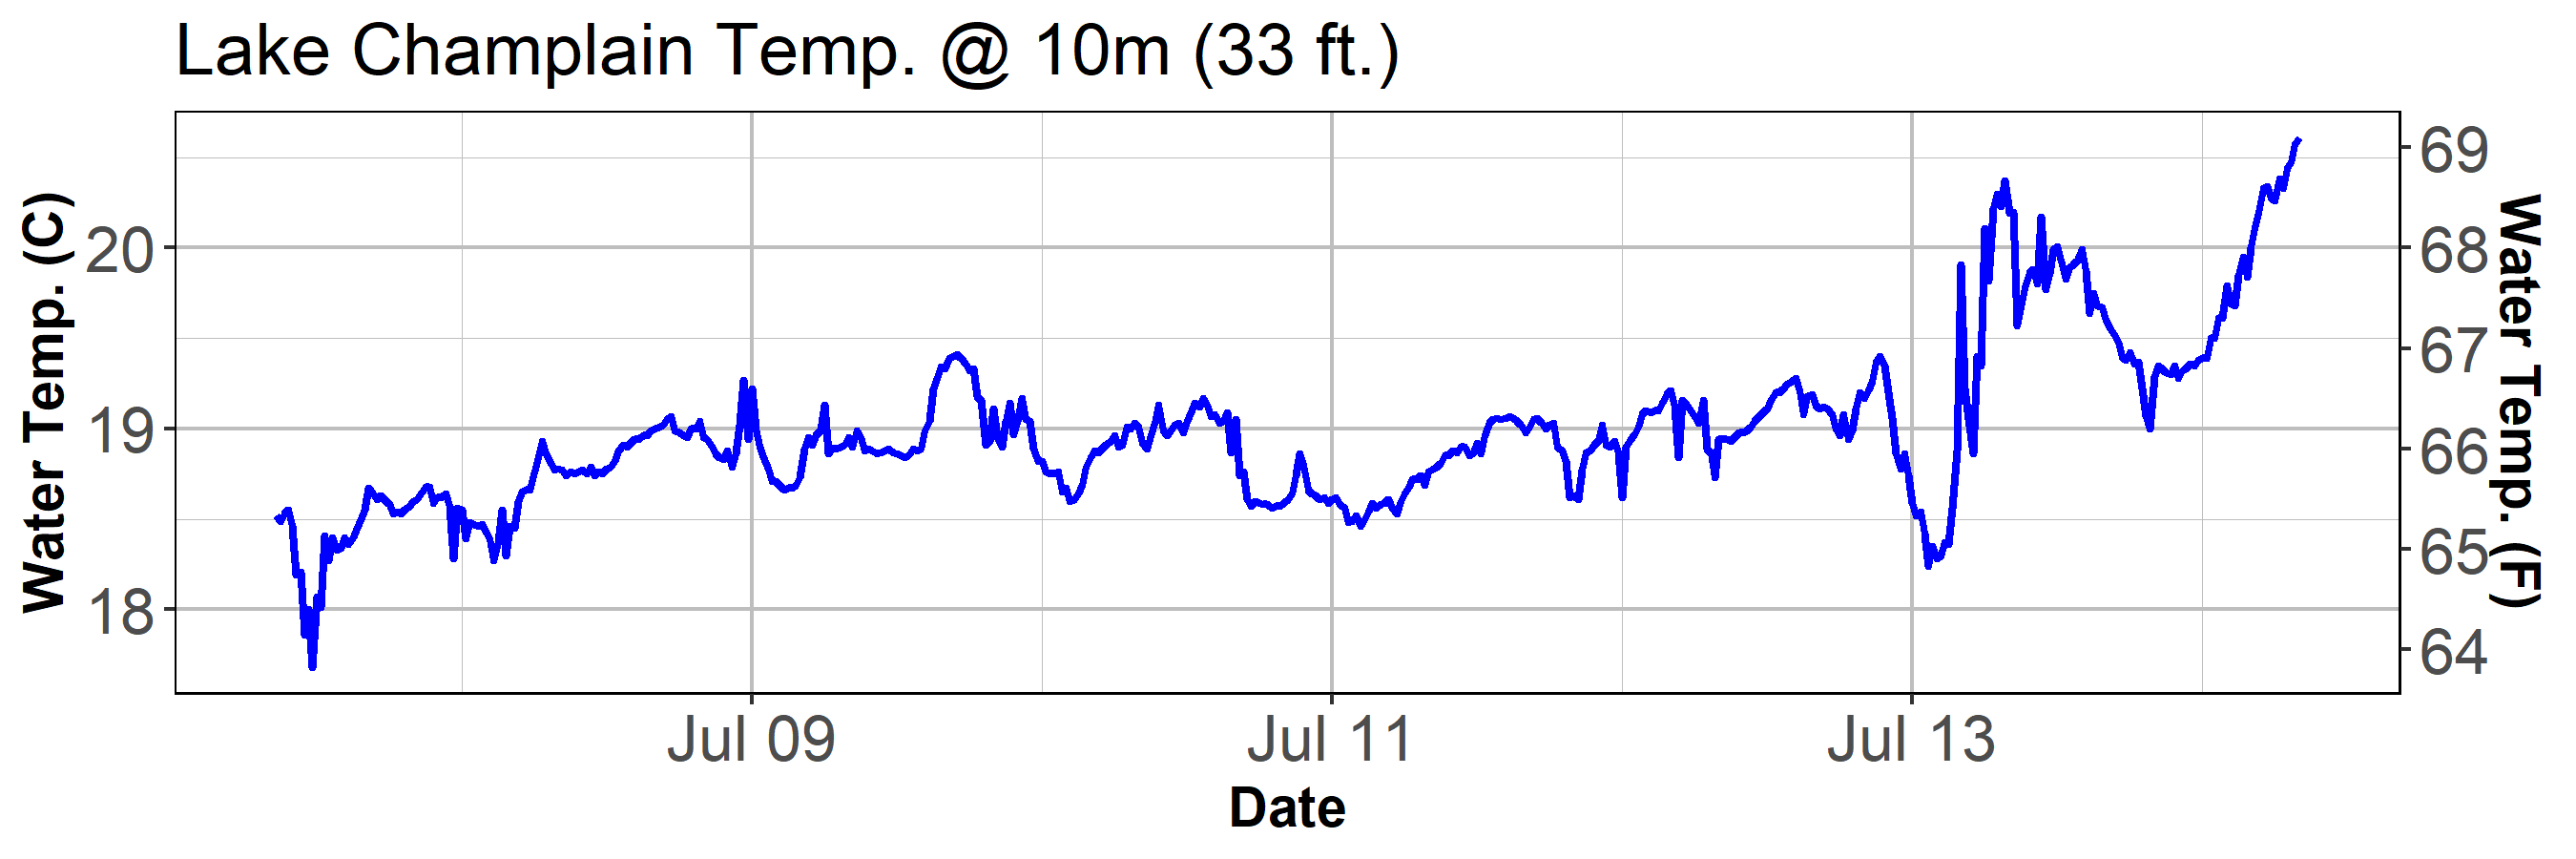 Lake Champlain Temp. @ 10m (33 ft.)
Water Temp. (C)
20
19
18
69
68
67
66
65
64
Water Temp. (F)
Jul 09
Jul 11
Jul 13
Date